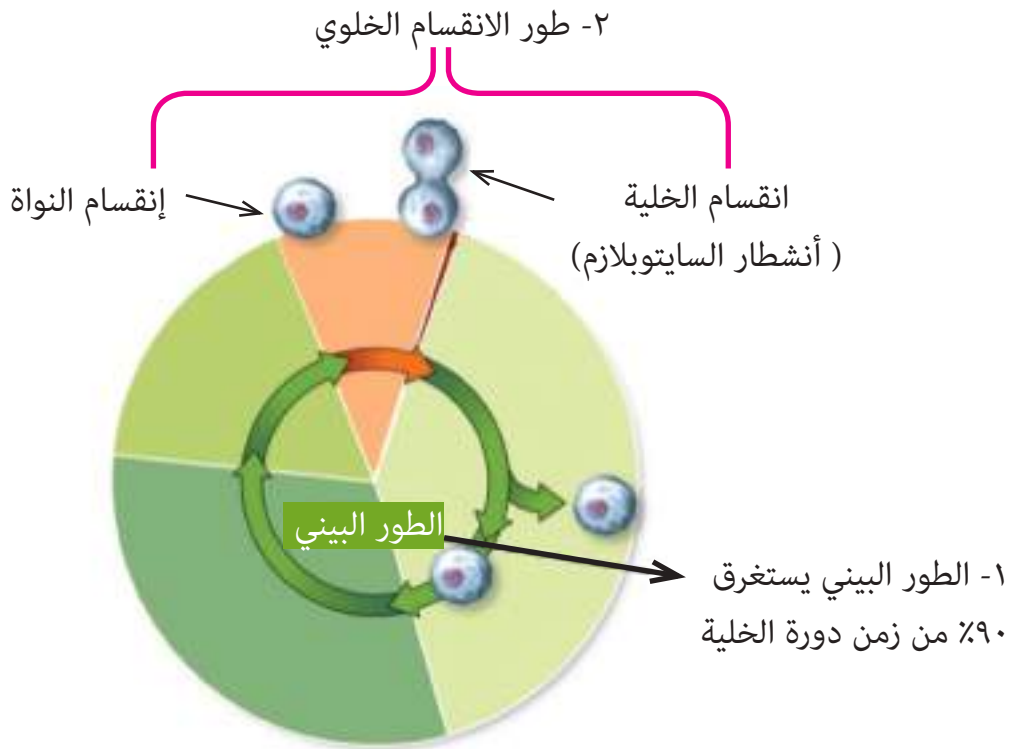 ٢- طور الانقسام الخلوي
انقسام الخلية
( أنشطار السايتوبلازم)
إنقسام النواة
الطور البيني
١- الطور البيني يستغرق
٩٠٪ من زمن دورة الخلية